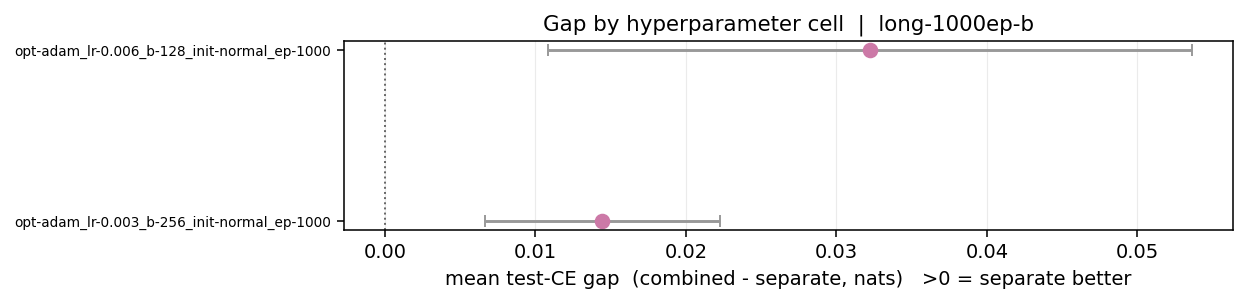 Gap by hyperparameter cell  |  long-1000ep-b
opt-adam_lr-0.006_b-128_init-normal_ep-1000
opt-adam_lr-0.003_b-256_init-normal_ep-1000
0.00 0.01 0.02 0.03 0.04 0.05
mean test-CE gap  (combined - separate, nats)   >0 = separate better